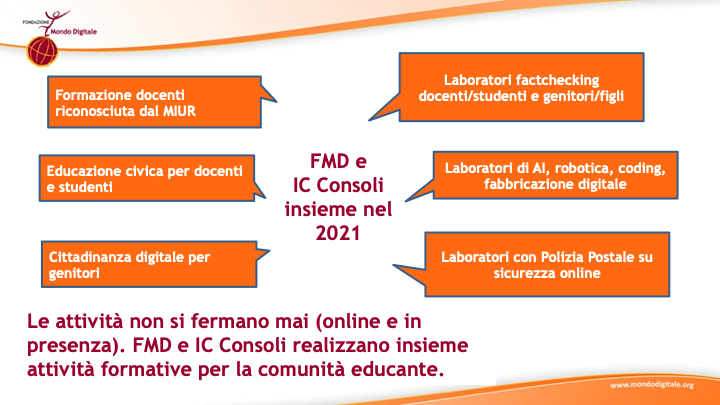 FONDAZIONE
Mondo Digitale
Formazione docenti
riconosciuta dal MIUR
Laboratori factchecking
docenti/studenti e genitori/figli
Educazione civica per docenti
e studenti
FMD e
IC Consoli
insieme nel
2021
Laboratori di AI, robotica, coding,
fabbricazione digitale
Cittadinanza digitale per
genitori
Laboratori con Polizia Postale su
sicurezza online
Le attività non si fermano mai (online e in
presenza). FMD e IC Consoli realizzano insieme
attività formative per la comunità educante.
www.mondodigitale.org